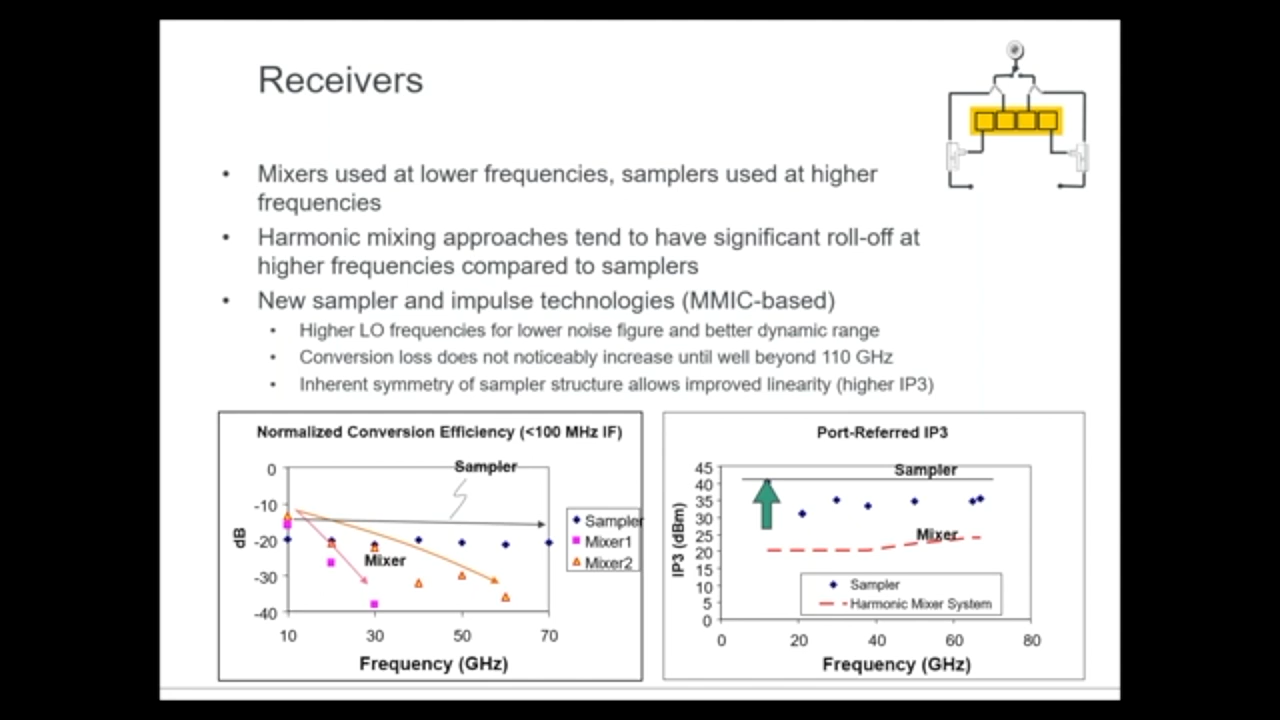 Receivers
• Mixers used at lower frequencies, samplers used at higher
frequencies
• Harmonic mixing approaches tend to have significant roll-off at
higher frequencies compared to samplers
• New sampler and impulse technologies (MMIC-based)
• Higher LO frequencies for lower noise figure and better dynamic range
• Conversion loss does not noticeably increase until well beyond 110 GHz
• Inherent symmetry of sampler structure allows improved linearity (higher IP3)
Normalized Conversion Efficiency (<100 MHz IF)
Sampler
0
-10
-20
-30
-40
dB
Mixer
10 30 50 70
Frequency (GHz)
Sampler
Mixer1
Mixer2
Port-Referred IP3
Sampler
45
40
35
30
25
20
15
10
5
0
IP3 (dBm)
Mixer
Sampler
Harmonic Mixer System
0 20 40 60 80
Frequency (GHz)